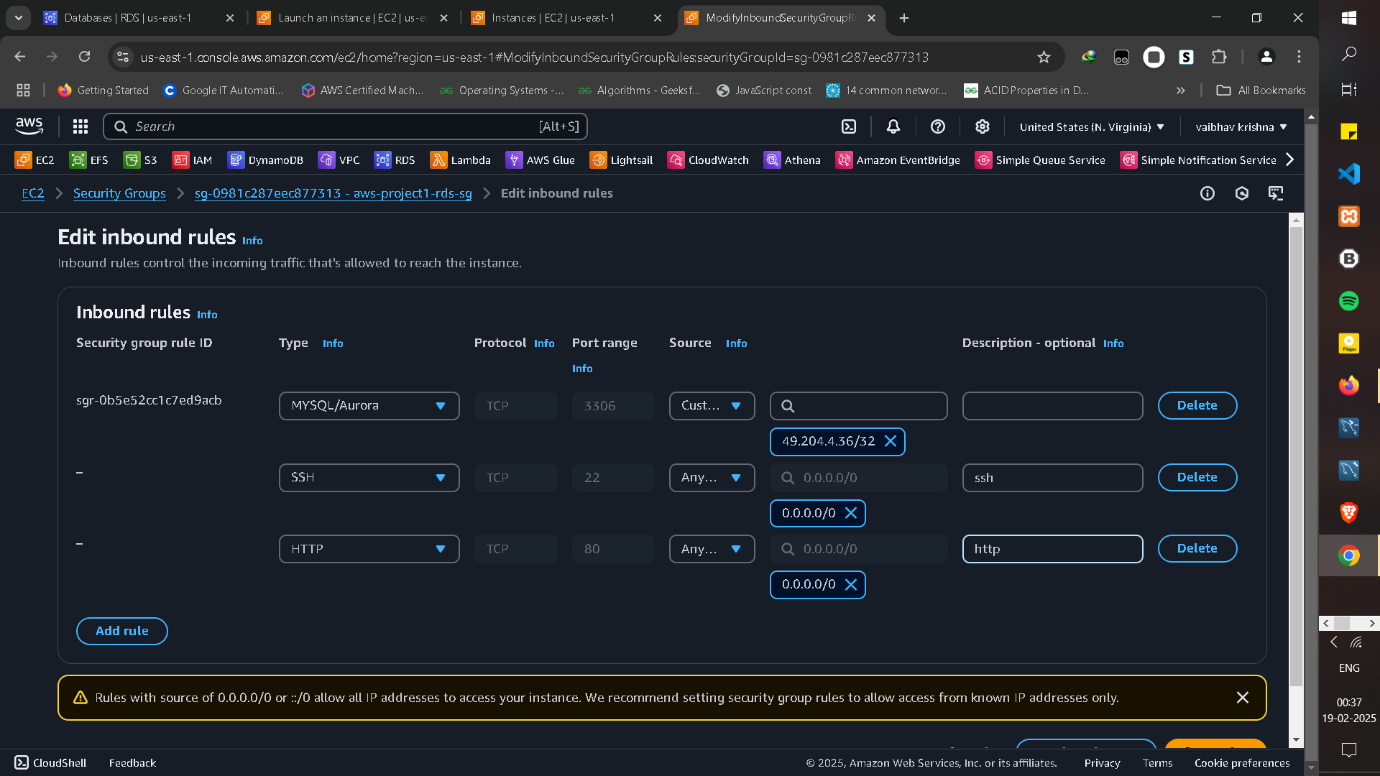 Databases | RDS | us-east-1
Launch an instance | EC2 | us-e
Instances | EC2 | us-east-1
ModifyInboundSecurityGroupR
us-east-1.console.aws.amazon.com/ec2/home?region=us-east-1#ModifyInboundSecurityGroupRules:securityGroupId=sg-0981c287eec877313
Getting Started
Google IT Automati...
AWS Certified Mach...
Operating Systems -...
Algorithms - Geeksf...
JavaScript const
14 common networ...
ACID Properties in D...
All Bookmarks
aws
Search
[Alt+S]
United States (N. Virginia)
vaibhav krishna
EC2
EFS
S3
IAM
DynamoDB
VPC
RDS
Lambda
AWS Glue
Lightsail
CloudWatch
Athena
Amazon EventBridge
Simple Queue Service
Simple Notification Service
EC2 > Security Groups > sg-0981c287eec877313 - aws-project1-rds-sg > Edit inbound rules
Edit inbound rules Info
Inbound rules control the incoming traffic that's allowed to reach the instance.
Inbound rules Info
Security group rule ID
Type Info
Protocol Info
Port range
Info
Source Info
Description - optional Info
sgr-0b5e52cc1c7ed9acb
MYSQL/Aurora
TCP
3306
Cust...
Delete
49.204.4.36/32
–
SSH
TCP
22
Any...
0.0.0.0/0
ssh
Delete
0.0.0.0/0
–
HTTP
TCP
80
Any...
0.0.0.0/0
http
Delete
0.0.0.0/0
Add rule
Rules with source of 0.0.0.0/0 or ::/0 allow all IP addresses to access your instance. We recommend setting security group rules to allow access from known IP addresses only.
CloudShell
Feedback
© 2025, Amazon Web Services, Inc. or its affiliates.
Privacy
Terms
Cookie preferences
ENG
00:37
19-02-2025